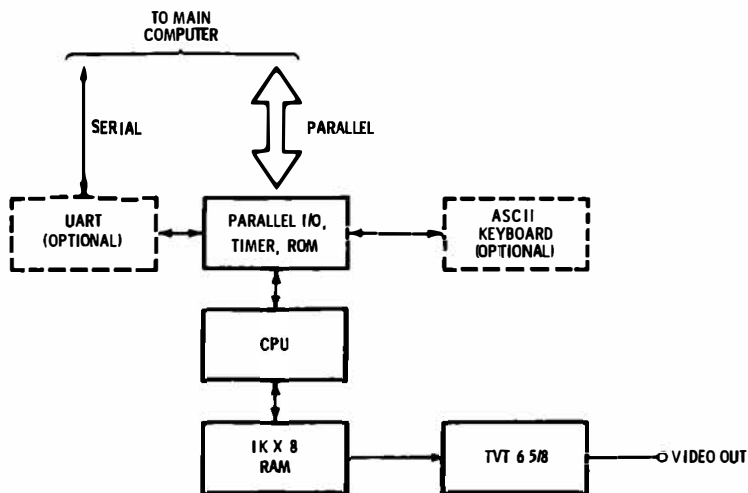 TO MAIN
COMPUTER
SERIAL
PARALLEL
UART
(OPTIONAL)
PARALLEL I/O,
TIMER, ROM
ASCII
KEYBOARD
(OPTIONAL)
CPU
1K X 8
RAM
TVT 6 5/8
VIDEO OUT